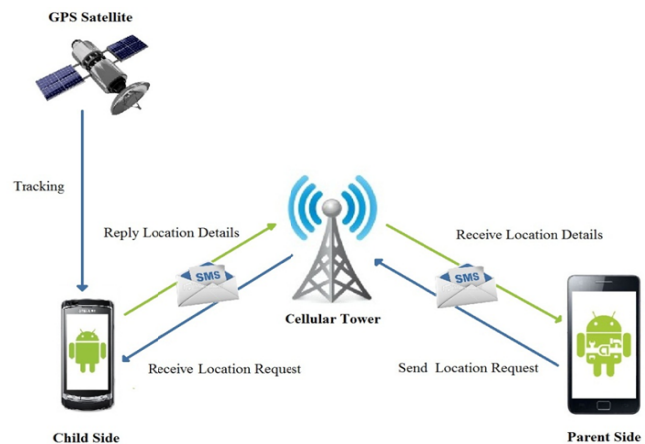 GPS Satellite
Tracking
Reply Location Details
Receive Location Details
SMS
SMS
Cellular Tower
Receive Location Request
Send Location Request
Child Side
Parent Side